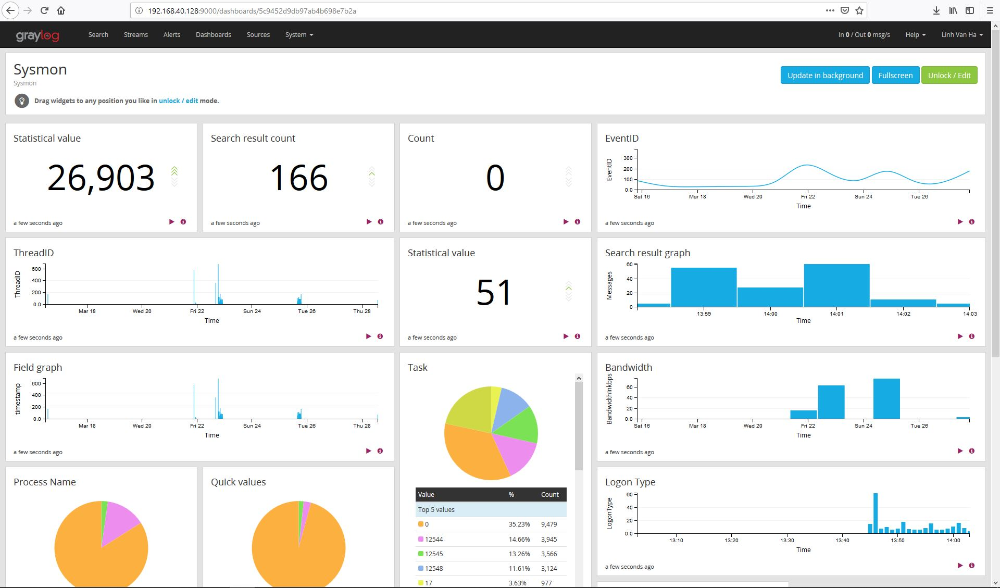 192.168.40.128:9000/dashboards/5c9452d9db97ab4b698e7b2a
graylog Search Streams Alerts Dashboards Sources System In 0 / Out 0 msg/s Help Linh Van Ha
Sysmon
Sysmon
Update in background Fullscreen Unlock / Edit
Drag widgets to any position you like in unlock / edit mode.
Statistical value
26,903
a few seconds ago
Search result count
166
a few seconds ago
Count
0
a few seconds ago
EventID
EventID
300
200
100
0.0
Sat 16 Mar 18 Wed 20 Fri 22 Sun 24 Tue 26
Time
a few seconds ago
ThreadID
ThreadID
600
400
200
0.0
Mar 18 Wed 20 Fri 22 Sun 24 Tue 26 Thu 28
Time
a few seconds ago
Statistical value
51
a few seconds ago
Search result graph
Messages
60
40
20
0
13:59 14:00 14:01 14:02 14:03
Time
a few seconds ago
Field graph
timestamp
600
400
200
0.0
Mar 18 Wed 20 Fri 22 Sun 24 Tue 26 Thu 28
Time
a few seconds ago
Task
Value % Count
Top 5 values
0 35.23% 9,479
12544 14.66% 3,945
12545 13.26% 3,566
12548 11.61% 3,124
17 3.63% 977
Bandwidth
BandwidthInkbps
60
40
20
0.0
Sat 16 Mar 18 Wed 20 Fri 22 Sun 24 Tue 26
Time
a few seconds ago
Process Name
Quick values
Logon Type
LogonType
60
40
20
0.0
13:10 13:20 13:30 13:40 13:50 14:00
Time
a few seconds ago